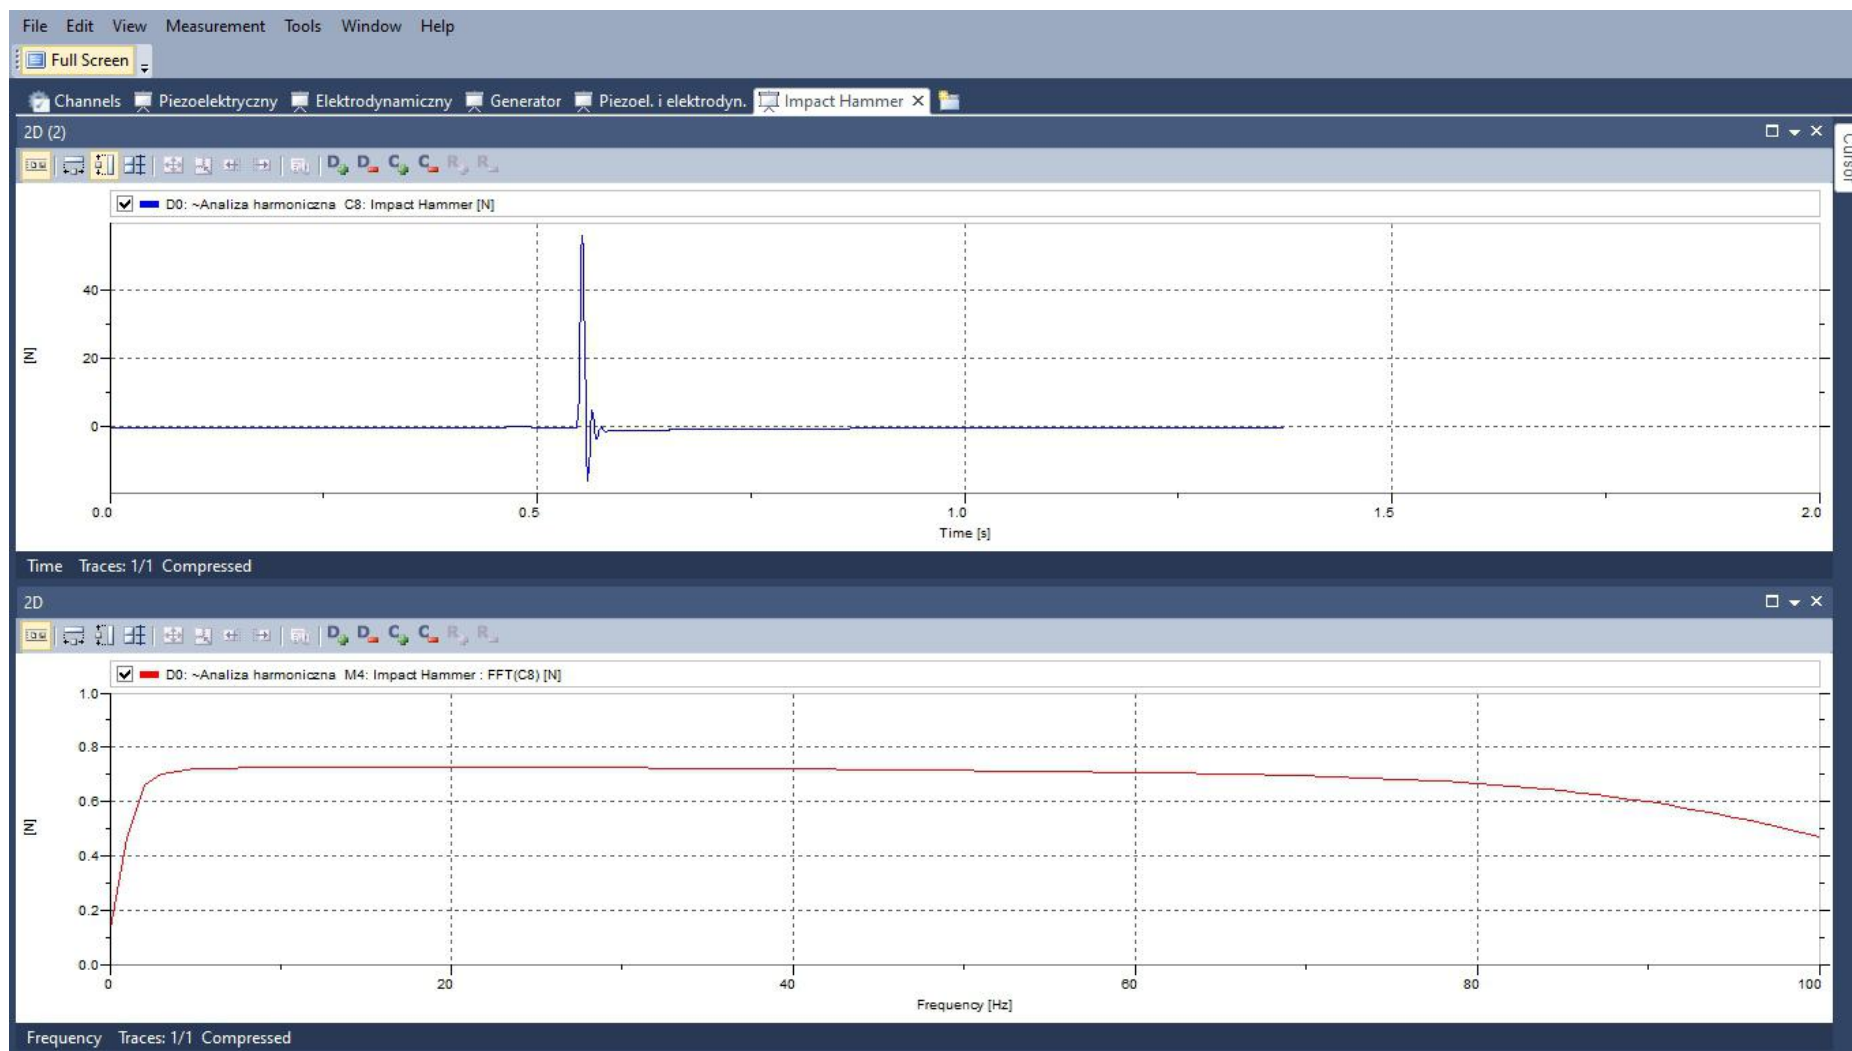 File Edit View Measurement Tools Window Help
Full Screen
Channels Piezoelektryczny Elektrodynamiczny Generator Piezoel. i elektrodyn. Impact Hammer
2D (2)
Cursor
D D C C R R
D0: ~Analiza harmoniczna C8: Impact Hammer [N]
40
20
0
[N]
0.0 0.5 1.0 1.5 2.0
Time [s]
Time Traces: 1/1 Compressed
2D
D D C C R R
D0: ~Analiza harmoniczna M4: Impact Hammer : FFT(C8) [N]
1.0
0.8
0.6
[N]
0.4
0.2
0.0
0 20 40 60 80 100
Frequency [Hz]
Frequency Traces: 1/1 Compressed